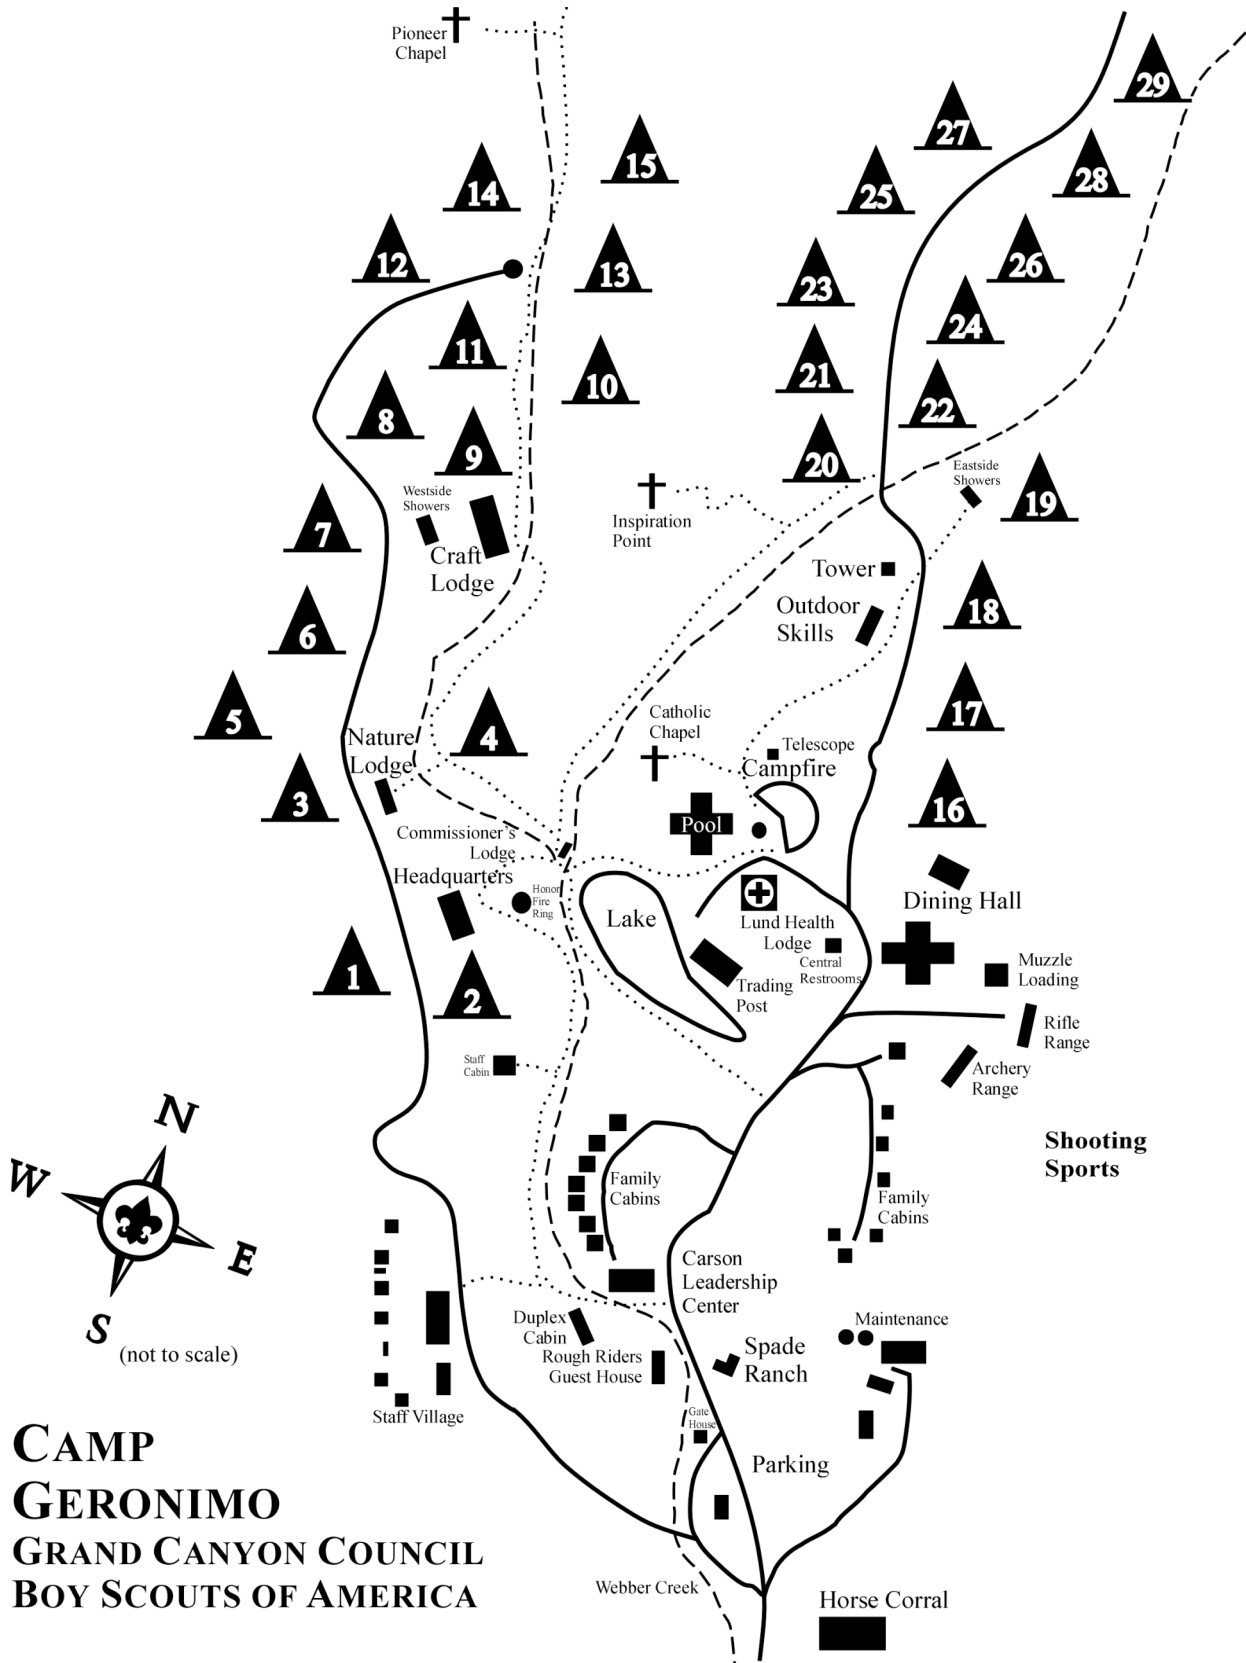 Pioneer
Chapel
29
27
15
28
14
25
12
13
26
23
24
11
10
21
22
8
9
20
Eastside
Showers
19
Westside
Showers
7
Inspiration
Point
Craft
Lodge
Tower
Outdoor
Skills
18
6
5
4
Catholic
Chapel
17
Nature
Lodge
Telescope
Campfire
3
16
Pool
Commissioner's
Lodge
Headquarters
Honor
Fire
Ring
Lake
Dining Hall
Lund Health
Lodge
Central
Restrooms
1
2
Trading
Post
Muzzle
Loading
Rifle
Range
Staff
Cabin
Archery
Range
N
W
E
S
(not to scale)
Shooting
Sports
Family
Cabins
Family
Cabins
Carson
Leadership
Center
Duplex
Cabin
Rough Riders
Guest House
Maintenance
Spade
Ranch
Gate
House
Staff Village
Parking
CAMP
GERONIMO
GRAND CANYON COUNCIL
BOY SCOUTS OF AMERICA
Webber Creek
Horse Corral